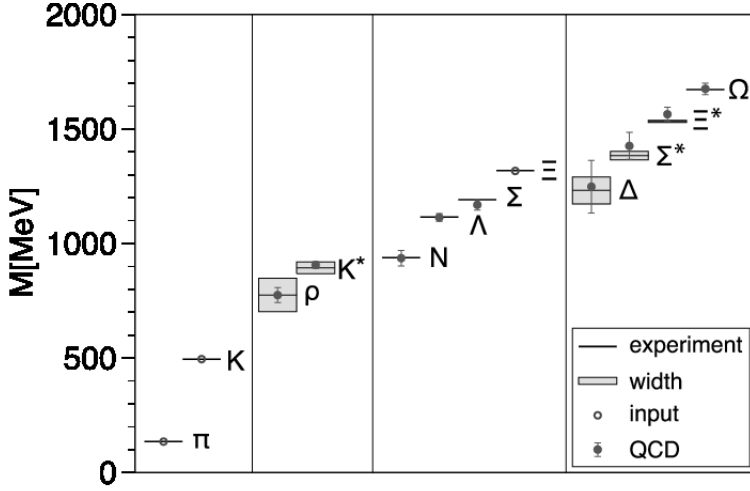 2000
1500
1000
500
0
M[MeV]
π
K
ρ
K*
N
Λ
Σ
Ξ
Δ
Σ*
Ξ*
Ω
experiment
width
input
QCD